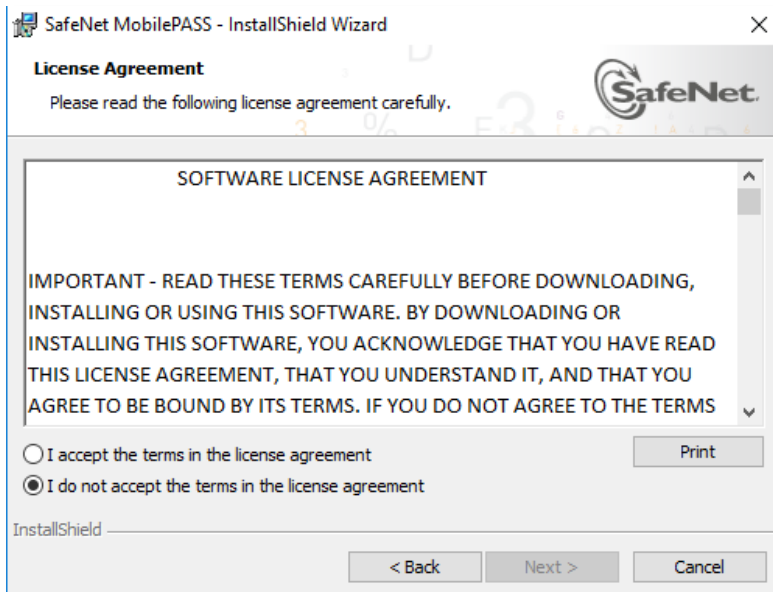 SafeNet MobilePASS - InstallShield Wizard
License Agreement
Please read the following license agreement carefully.
SafeNet.
SOFTWARE LICENSE AGREEMENT
IMPORTANT - READ THESE TERMS CAREFULLY BEFORE DOWNLOADING,
INSTALLING OR USING THIS SOFTWARE. BY DOWNLOADING OR
INSTALLING THIS SOFTWARE, YOU ACKNOWLEDGE THAT YOU HAVE READ
THIS LICENSE AGREEMENT, THAT YOU UNDERSTAND IT, AND THAT YOU
AGREE TO BE BOUND BY ITS TERMS. IF YOU DO NOT AGREE TO THE TERMS
I accept the terms in the license agreement
Print
I do not accept the terms in the license agreement
InstallShield
< Back
Next >
Cancel